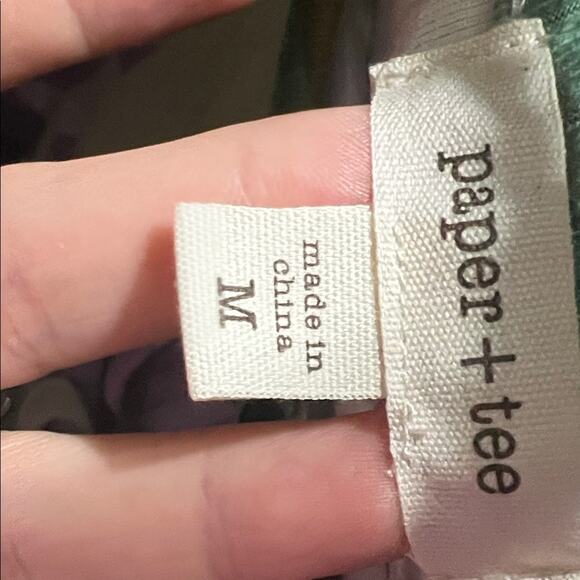 paper + tee
made in
china
M